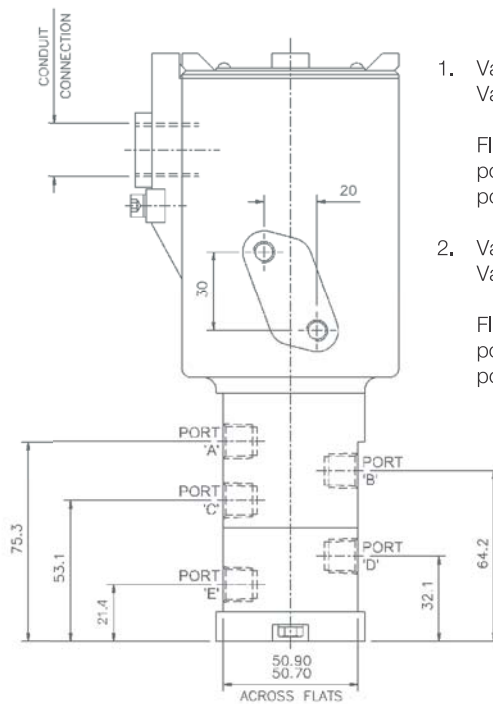 CONDUIT
CONNECTION
20
30
1. Va
Va
Fl
po
po
2. Va
Va
Fl
po
po
PORT
'A'
PORT
'B'
PORT
'C'
PORT
'D'
PORT
'E'
75.3
53.1
21.4
64.2
32.1
50.90
50.70
ACROSS FLATS